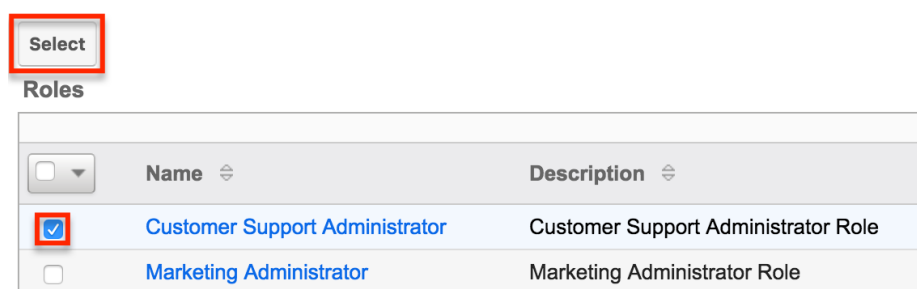 Select
Roles
Name Description
Customer Support Administrator Customer Support Administrator Role
Marketing Administrator Marketing Administrator Role